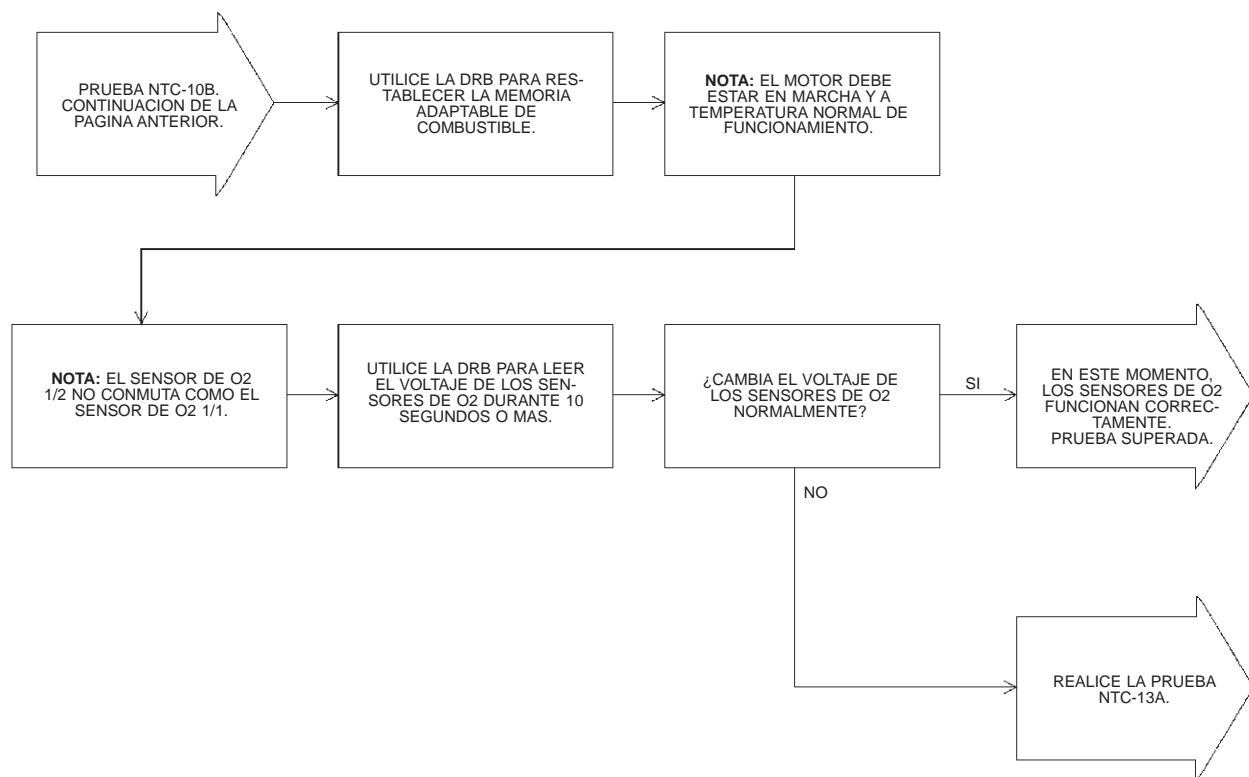 PRUEBA NTC-10B.
CONTINUACION DE LA
PAGINA ANTERIOR.
UTILICE LA DRB PARA RES-
TABLECER LA MEMORIA
ADAPTABLE DE
COMBUSTIBLE.
NOTA: EL MOTOR DEBE
ESTAR EN MARCHA Y A
TEMPERATURA NORMAL DE
FUNCIONAMIENTO.
NOTA: EL SENSOR DE O2
1/2 NO CONMUTA COMO EL
SENSOR DE O2 1/1.
UTILICE LA DRB PARA LEER
EL VOLTAJE DE LOS SEN-
SORES DE O2 DURANTE 10
SEGUNDOS O MAS.
¿CAMBIA EL VOLTAJE DE
LOS SENSORES DE O2
NORMALMENTE?
SI
EN ESTE MOMENTO,
LOS SENSORES DE O2
FUNCIONAN CORREC-
TAMENTE.
PRUEBA SUPERADA.
NO
REALICE LA PRUEBA
NTC-13A.